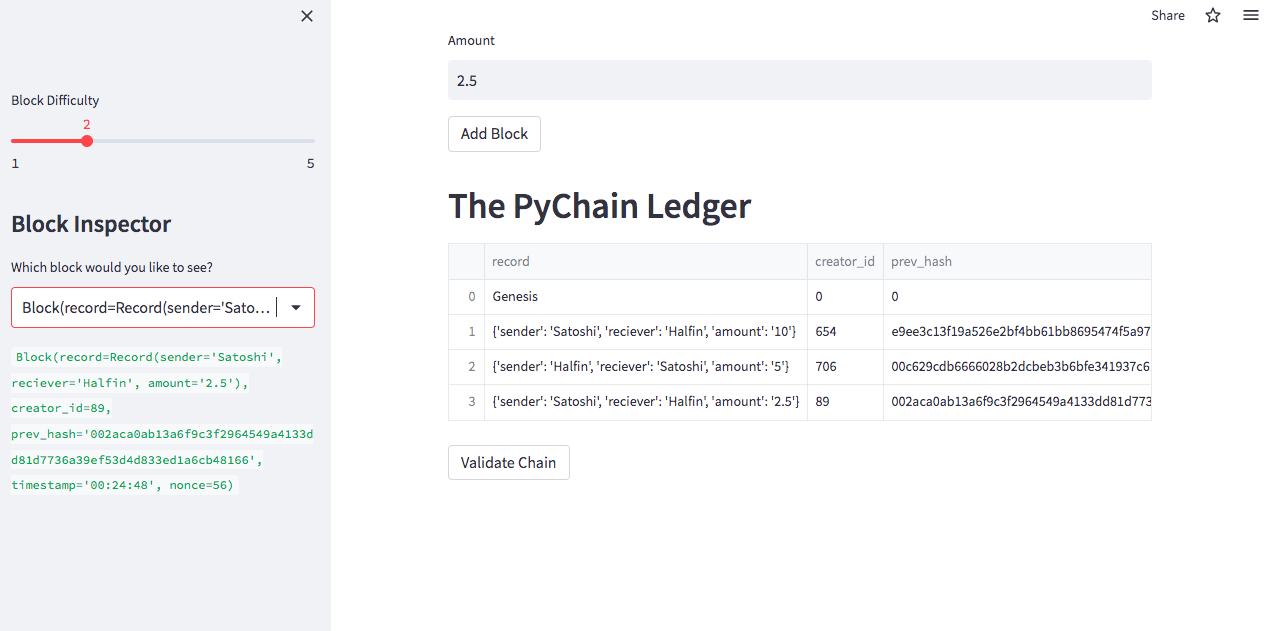 Block Difficulty
2
1 5
Block Inspector
Which block would you like to see?
Block(record=Record(sender='Sato...
Block(record=Record(sender='Satoshi',
reciever='Halfin', amount='2.5'),
creator_id=89,
prev_hash='002aca0ab13a6f9c3f2964549a4133d
d81d7736a39ef53d4d833ed1a6cb48166',
timestamp='00:24:48', nonce=56)
Share
Amount
2.5
Add Block
The PyChain Ledger
record creator_id prev_hash
0 Genesis 0 0
1 {'sender': 'Satoshi', 'reciever': 'Halfin', 'amount': '10'} 654 e9ee3c13f19a526e2bf4bb61bb8695474f5a97
2 {'sender': 'Halfin', 'reciever': 'Satoshi', 'amount': '5'} 706 00c629cdb6666028b2dcbeb3b6bfe341937c6
3 {'sender': 'Satoshi', 'reciever': 'Halfin', 'amount': '2.5'} 89 002aca0ab13a6f9c3f2964549a4133dd81d773
Validate Chain